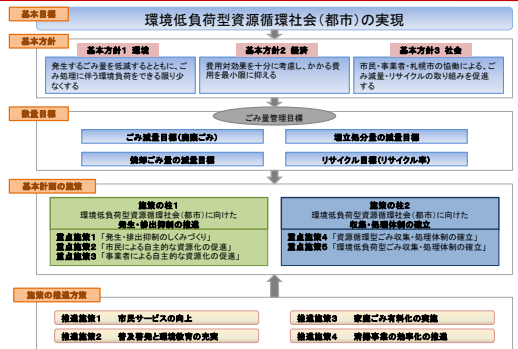 基本目標
環境低負荷型資源循環社会(都市)の実現
基本方針
基本方針1 環境
発生するごみ量を低減するとともに、ご
み処理に伴う環境負荷をできる限り少
なくする
基本方針2 経済
費用対効果を十分に考慮し、かかる費
用を最小限に抑える
基本方針3 社会
市民・事業者・札幌市の協働による、ご
み減量・リサイクルの取り組みを促進
する
数量目標
ごみ量管理目標
ごみ減量目標(廃棄ごみ)
埋立処分量の減量目標
焼却ごみ量の減量目標
リサイクル目標(リサイクル率)
基本計画の施策
施策の柱1
環境低負荷型資源循環社会(都市)に向けた
発生・排出抑制の推進
重点施策1「発生・排出抑制のしくみづくり」
重点施策2「市民による自主的な資源化の促進」
重点施策3「事業者による自主的な資源化の促進」
施策の柱2
環境低負荷型資源循環社会(都市)に向けた
収集・処理体制の確立
重点施策4「資源循環型ごみ収集・処理体制の確立」
重点施策5「環境低負荷型ごみ収集・処理体制の確立」
施策の推進方策
推進施策1 市民サービスの向上
推進施策3 家庭ごみ有料化の実施
推進施策2 普及啓発と環境教育の充実
推進施策4 清掃事業の効率化の推進